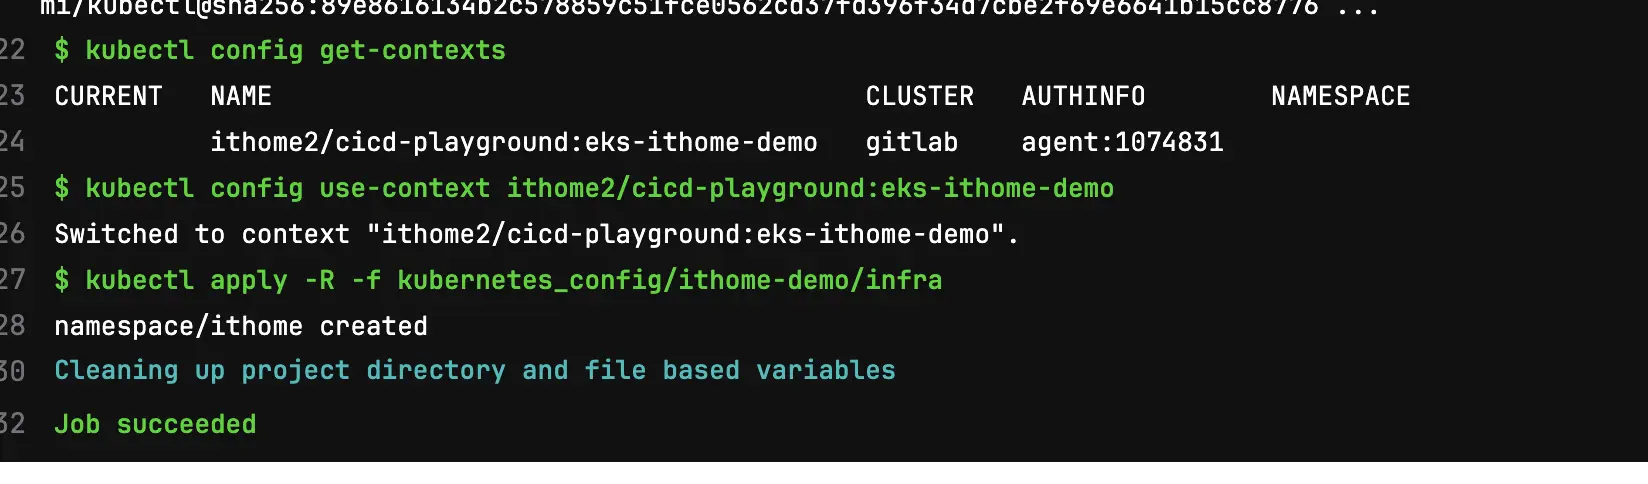 mi/kubectl@sha256:89e8616134b2c578859c51fce0562cd37fd396f34d7cbe2f69e6641b15cc8776 ...
22 $ kubectl config get-contexts
23 CURRENT NAME CLUSTER AUTHINFO NAMESPACE
24 ithome2/cicd-playground:eks-ithome-demo gitlab agent:1074831
25 $ kubectl config use-context ithome2/cicd-playground:eks-ithome-demo
26 Switched to context "ithome2/cicd-playground:eks-ithome-demo".
27 $ kubectl apply -R -f kubernetes_config/ithome-demo/infra
28 namespace/ithome created
30 Cleaning up project directory and file based variables
32 Job succeeded